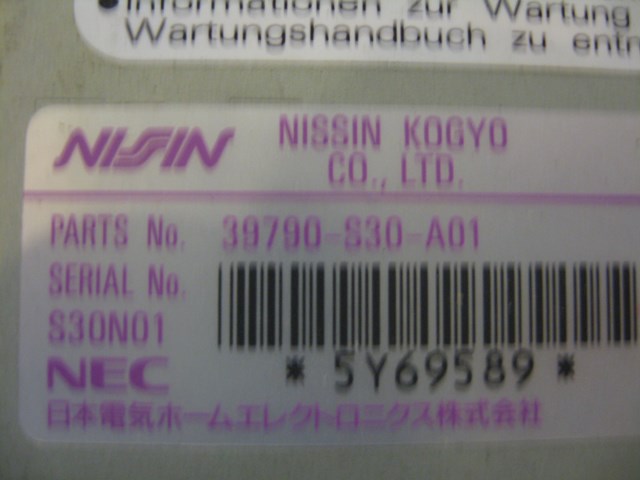 Informationen zur Wartung
Wartungshandbuch zu entn
NISSIN
NISSIN KOGYO
CO., LTD.
PARTS No. 39790-S30-A01
SERIAL No.
S30N01
NEC
*5Y69589*
日本電気ホームエレクトロニクス株式会社